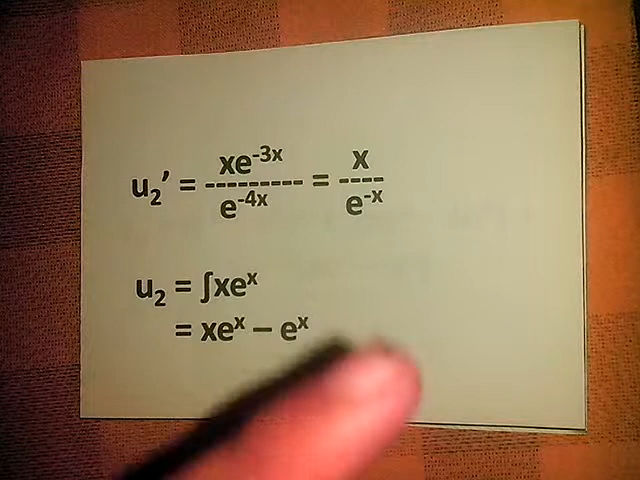 u₂' = xe⁻³ˣ / e⁻⁴ˣ = x / e⁻ˣ
u₂ = ∫xeˣ
= xeˣ – eˣ